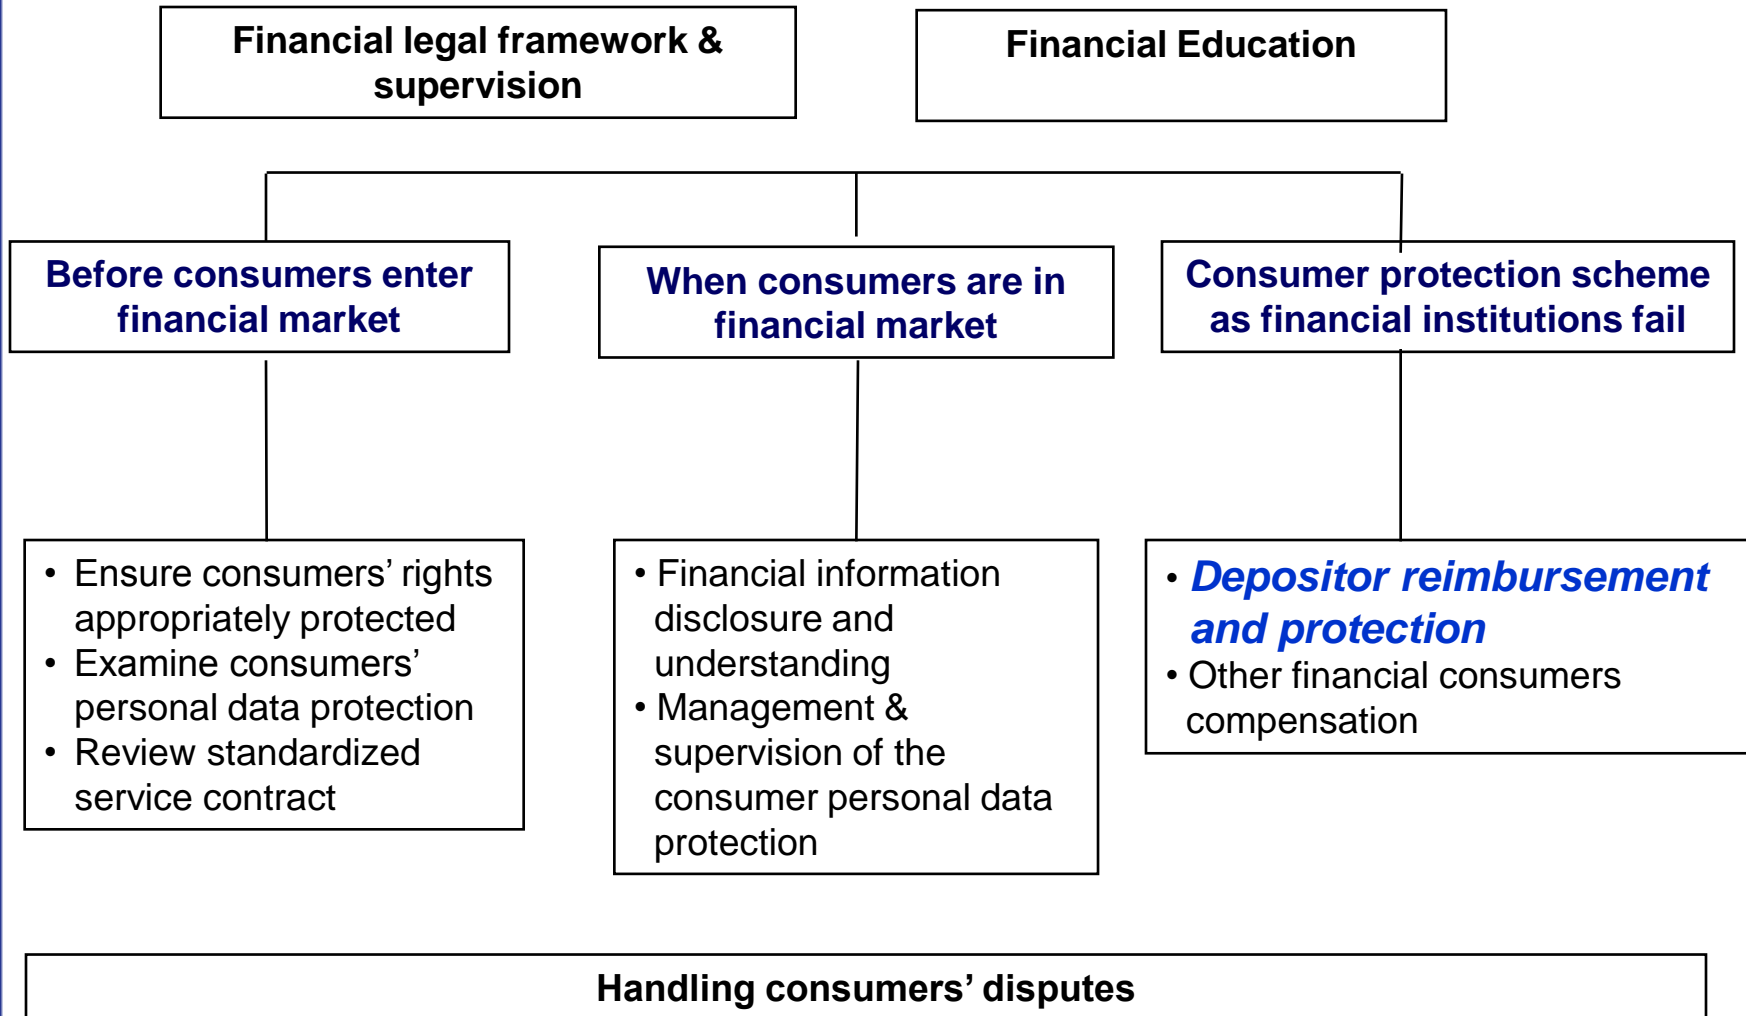 Financial legal framework &
supervision
Financial Education
Before consumers enter
financial market
When consumers are in
financial market
Consumer protection scheme
as financial institutions fail
• Ensure consumers’ rights
appropriately protected
• Examine consumers’
personal data protection
• Review standardized
service contract
• Financial information
disclosure and
understanding
• Management &
supervision of the
consumer personal data
protection
• Depositor reimbursement
and protection
• Other financial consumers
compensation
Handling consumers’ disputes